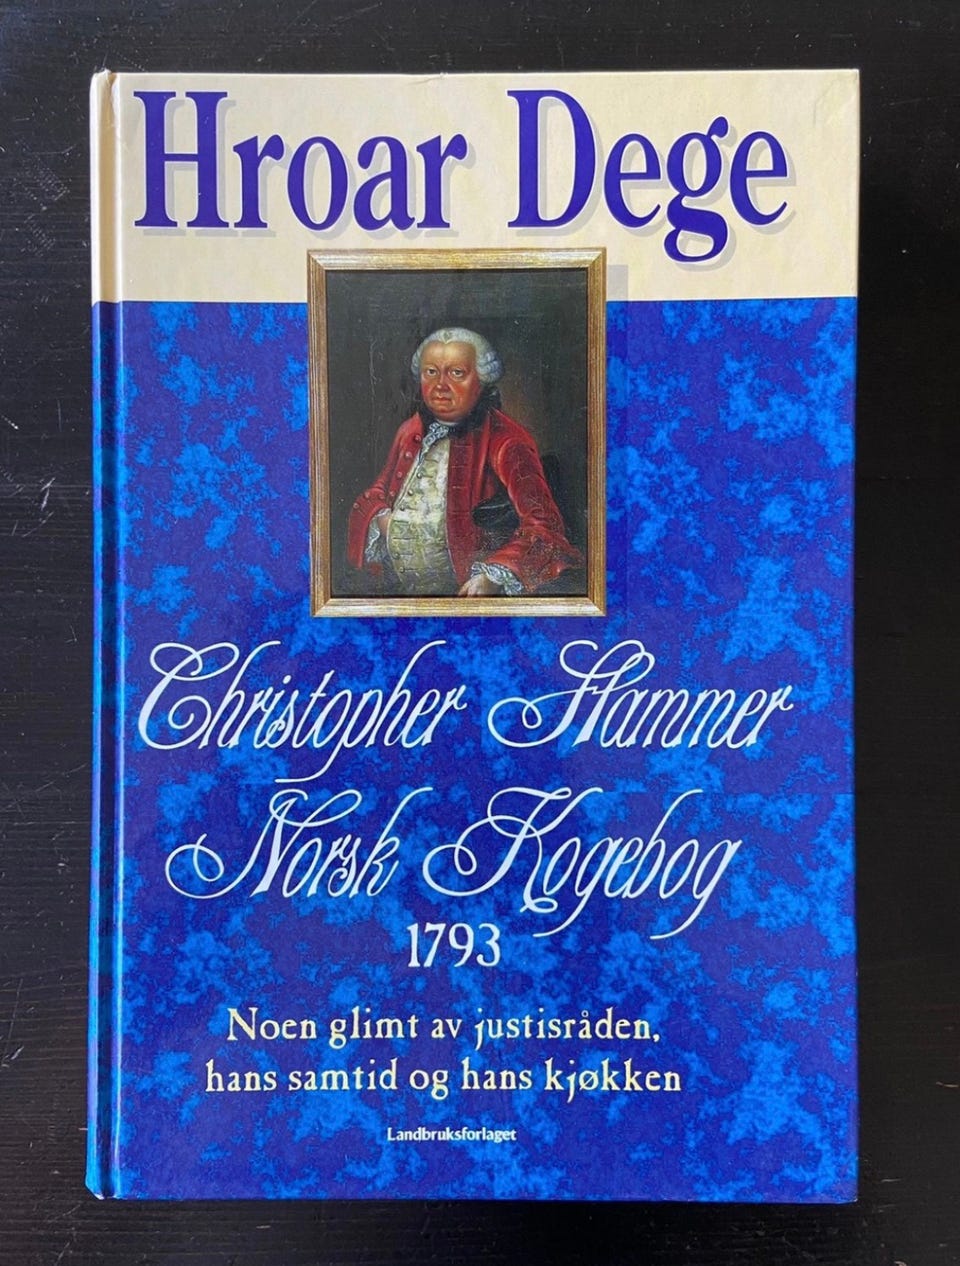 Hroar Dege
Christopher Hammer
Norsk Kogebog
1793
Noen glimt av justisråden,
hans samtid og hans kjøkken
Landbruksforlaget